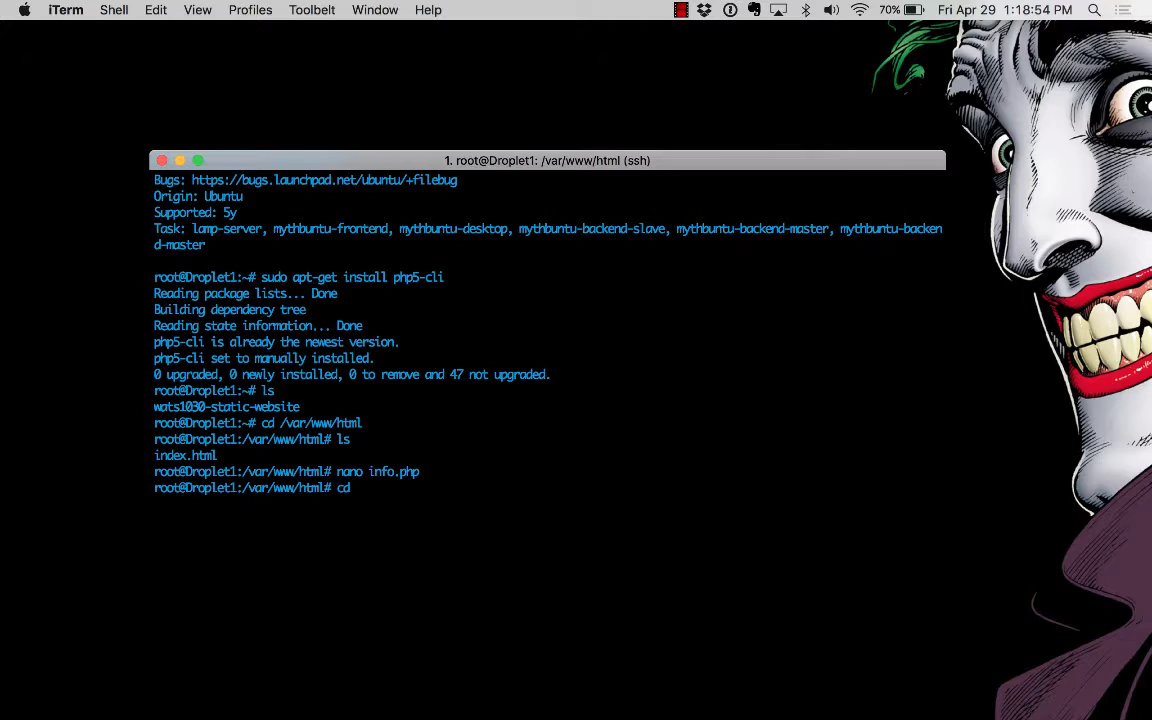 iTerm Shell Edit View Profiles Toolbelt Window Help 70% Fri Apr 29 1:18:54 PM
1. root@Droplet1: /var/www/html (ssh)
Bugs: https://bugs.launchpad.net/ubuntu/+filebug
Origin: Ubuntu
Supported: 5y
Task: lamp-server, mythbuntu-frontend, mythbuntu-desktop, mythbuntu-backend-slave, mythbuntu-backend-master, mythbuntu-backen
d-master
root@Droplet1:~# sudo apt-get install php5-cli
Reading package lists... Done
Building dependency tree
Reading state information... Done
php5-cli is already the newest version.
php5-cli set to manually installed.
0 upgraded, 0 newly installed, 0 to remove and 47 not upgraded.
root@Droplet1:~# ls
wats1030-static-website
root@Droplet1:~# cd /var/www/html
root@Droplet1:/var/www/html# ls
index.html
root@Droplet1:/var/www/html# nano info.php
root@Droplet1:/var/www/html# cd